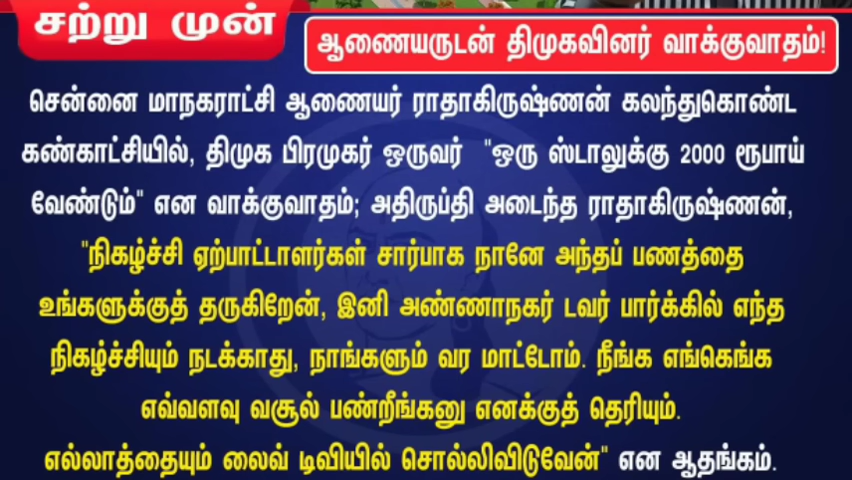 சற்று முன்
ஆணையருடன் திமுகவினர் வாக்குவாதம்!
சென்னை மாநகராட்சி ஆணையர் ராதாகிருஷ்ணன் கலந்துகொண்ட
கண்காட்சியில், திமுக பிரமுகர் ஒருவர் "ஒரு ஸ்டாலுக்கு 2000 ரூபாய்
வேண்டும்" என வாக்குவாதம்; அதிருப்தி அடைந்த ராதாகிருஷ்ணன்,
"நிகழ்ச்சி ஏற்பாட்டாளர்கள் சார்பாக நானே அந்தப் பணத்தை
உங்களுக்குத் தருகிறேன், இனி அண்ணாநகர் டவர் பார்க்கில் எந்த
நிகழ்ச்சியும் நடக்காது, நாங்களும் வர மாட்டோம். நீங்க எங்கெங்க
எவ்வளவு வசூல் பண்றீங்கனு எனக்குத் தெரியும்.
எல்லாத்தையும் லைவ் டிவியில் சொல்லிவிடுவேன்" என ஆதங்கம்.